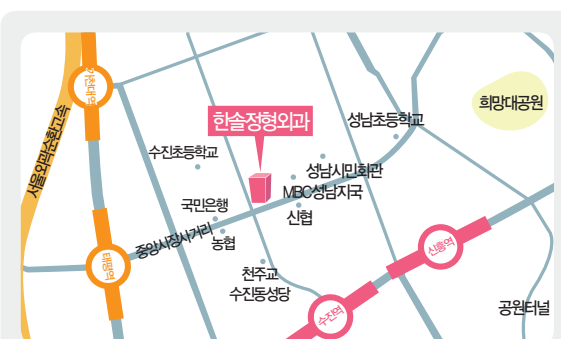 가천대역
서울외곽순환고속
희망대공원
한솔정형외과
성남초등학교
수진초등학교
성남시민회관
MBC성남지국
국민은행
신협
중앙시장사거리
농협
신흥역
태평역
천주교
수진동성당
수진역
공원터널